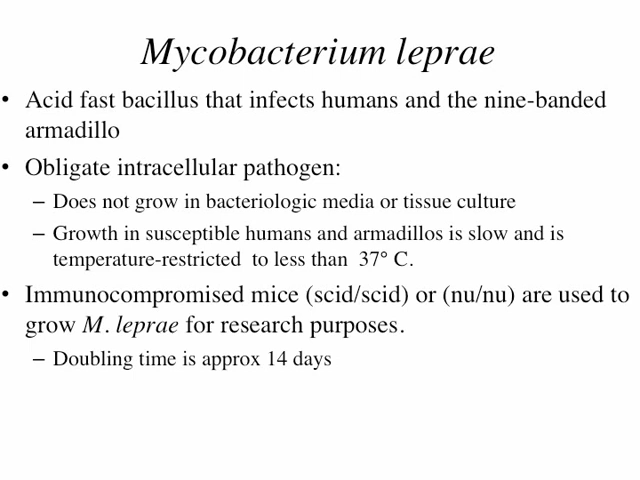 Mycobacterium leprae
• Acid fast bacillus that infects humans and the nine-banded
armadillo
• Obligate intracellular pathogen:
– Does not grow in bacteriologic media or tissue culture
– Growth in susceptible humans and armadillos is slow and is
temperature-restricted  to less than  37° C.
• Immunocompromised mice (scid/scid) or (nu/nu) are used to
grow M. leprae for research purposes.
– Doubling time is approx 14 days